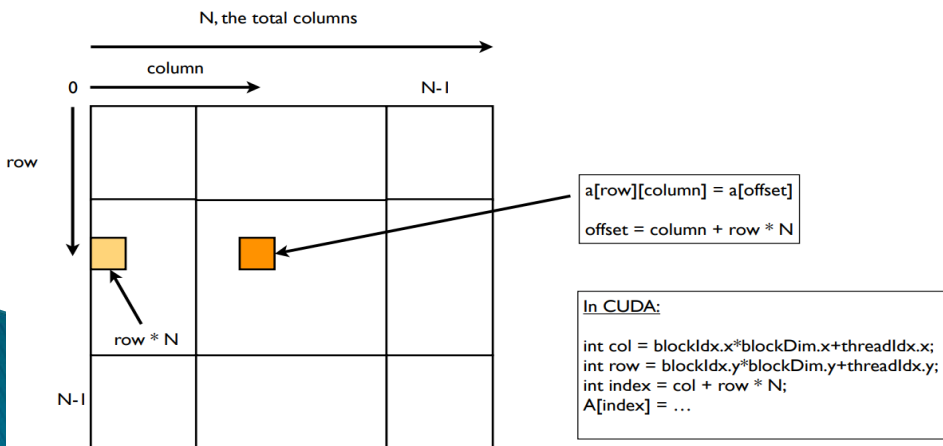 N, the total columns
column
0
N-1
row
a[row][column] = a[offset]
offset = column + row * N
row * N
In CUDA:
int col = blockIdx.x*blockDim.x+threadIdx.x;
int row = blockIdx.y*blockDim.y+threadIdx.y;
int index = col + row * N;
A[index] = …
N-1